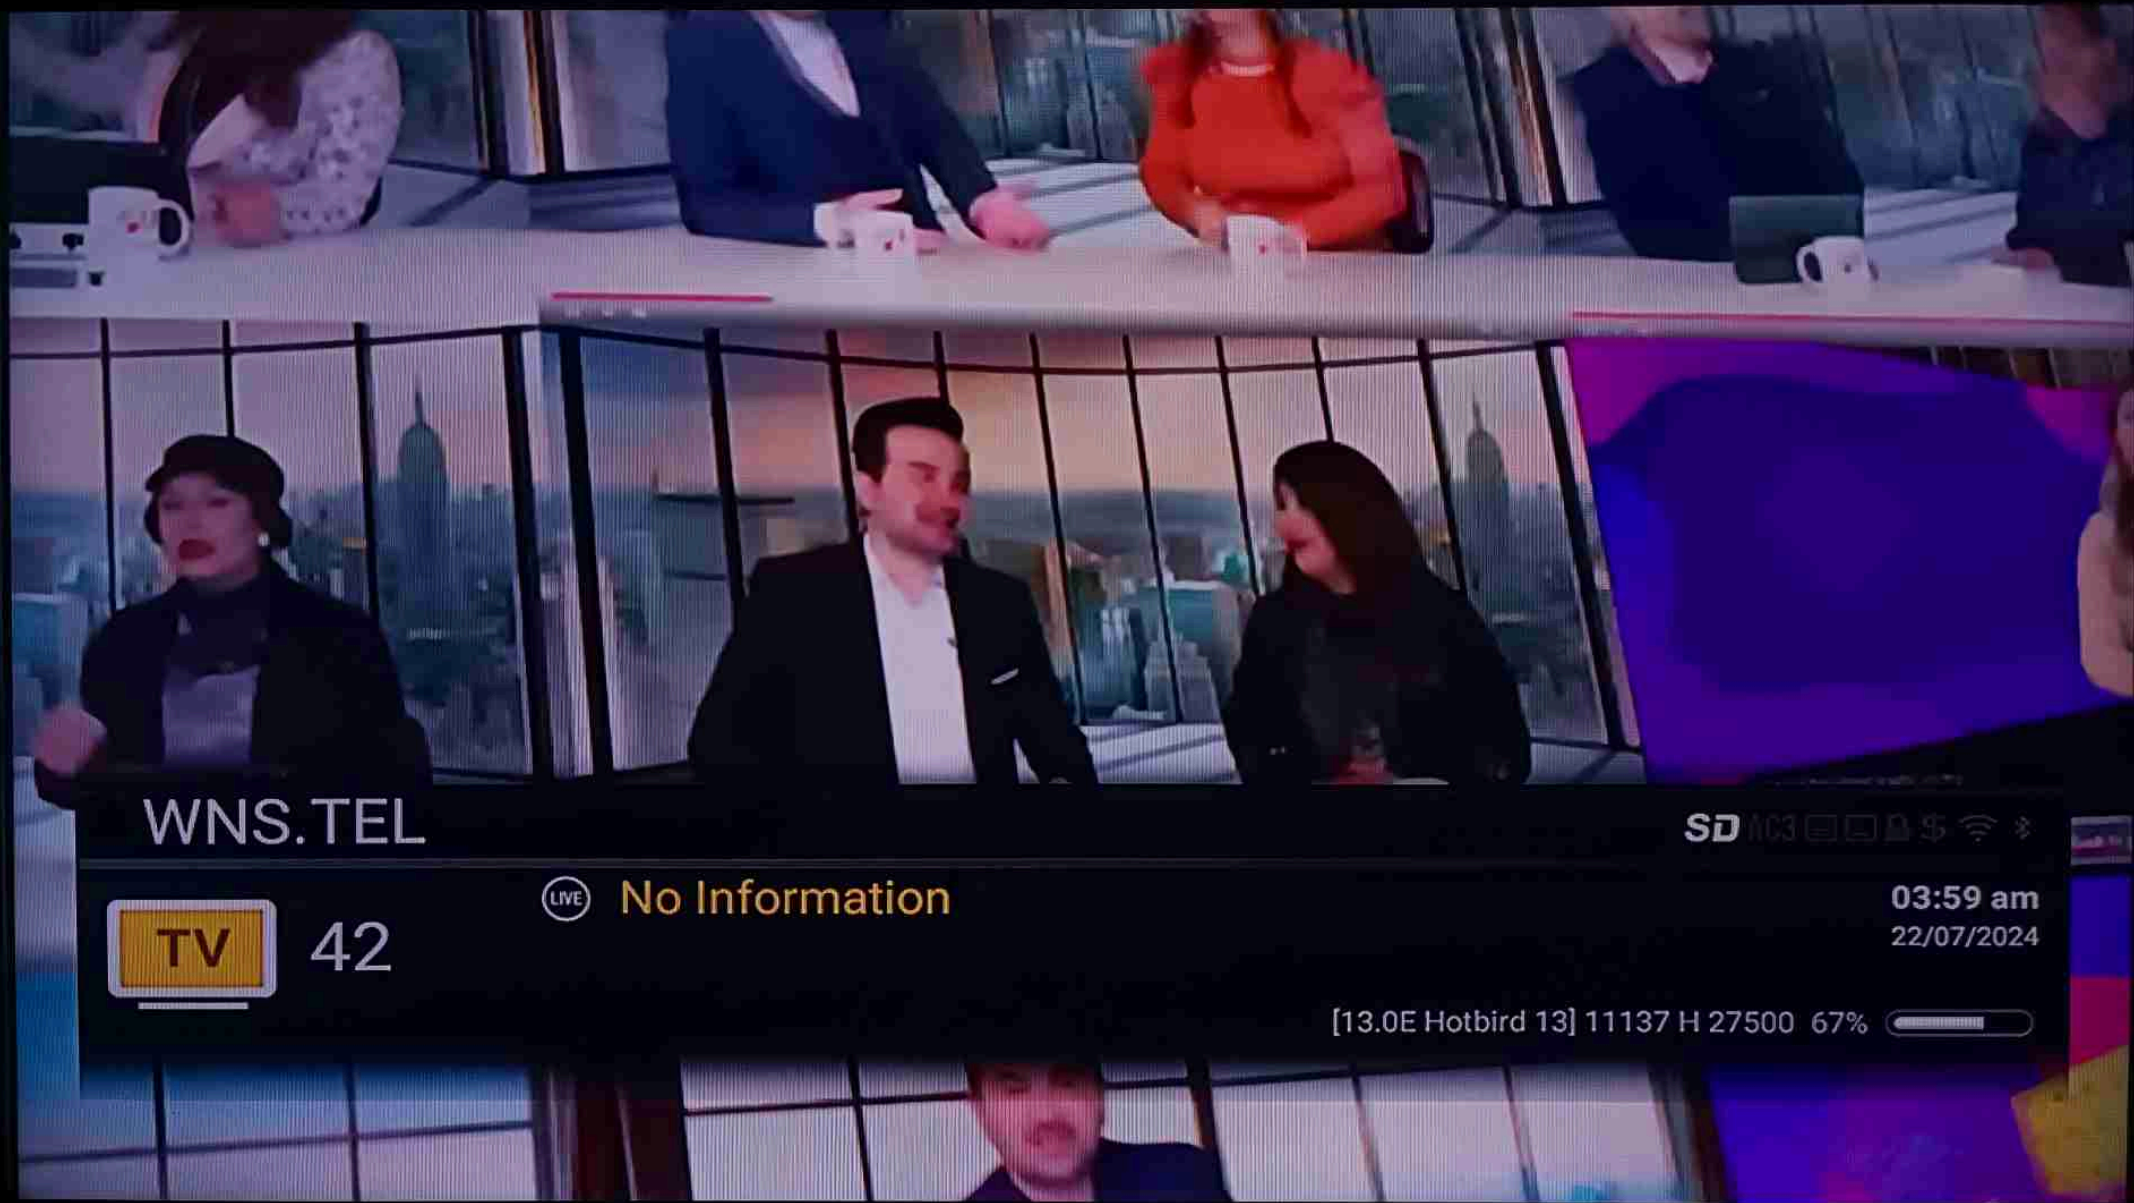 WNS.TEL
SD AC3 $
LIVE No Information
TV 42
03:59 am
22/07/2024
[13.0E Hotbird 13] 11137 H 27500 67%